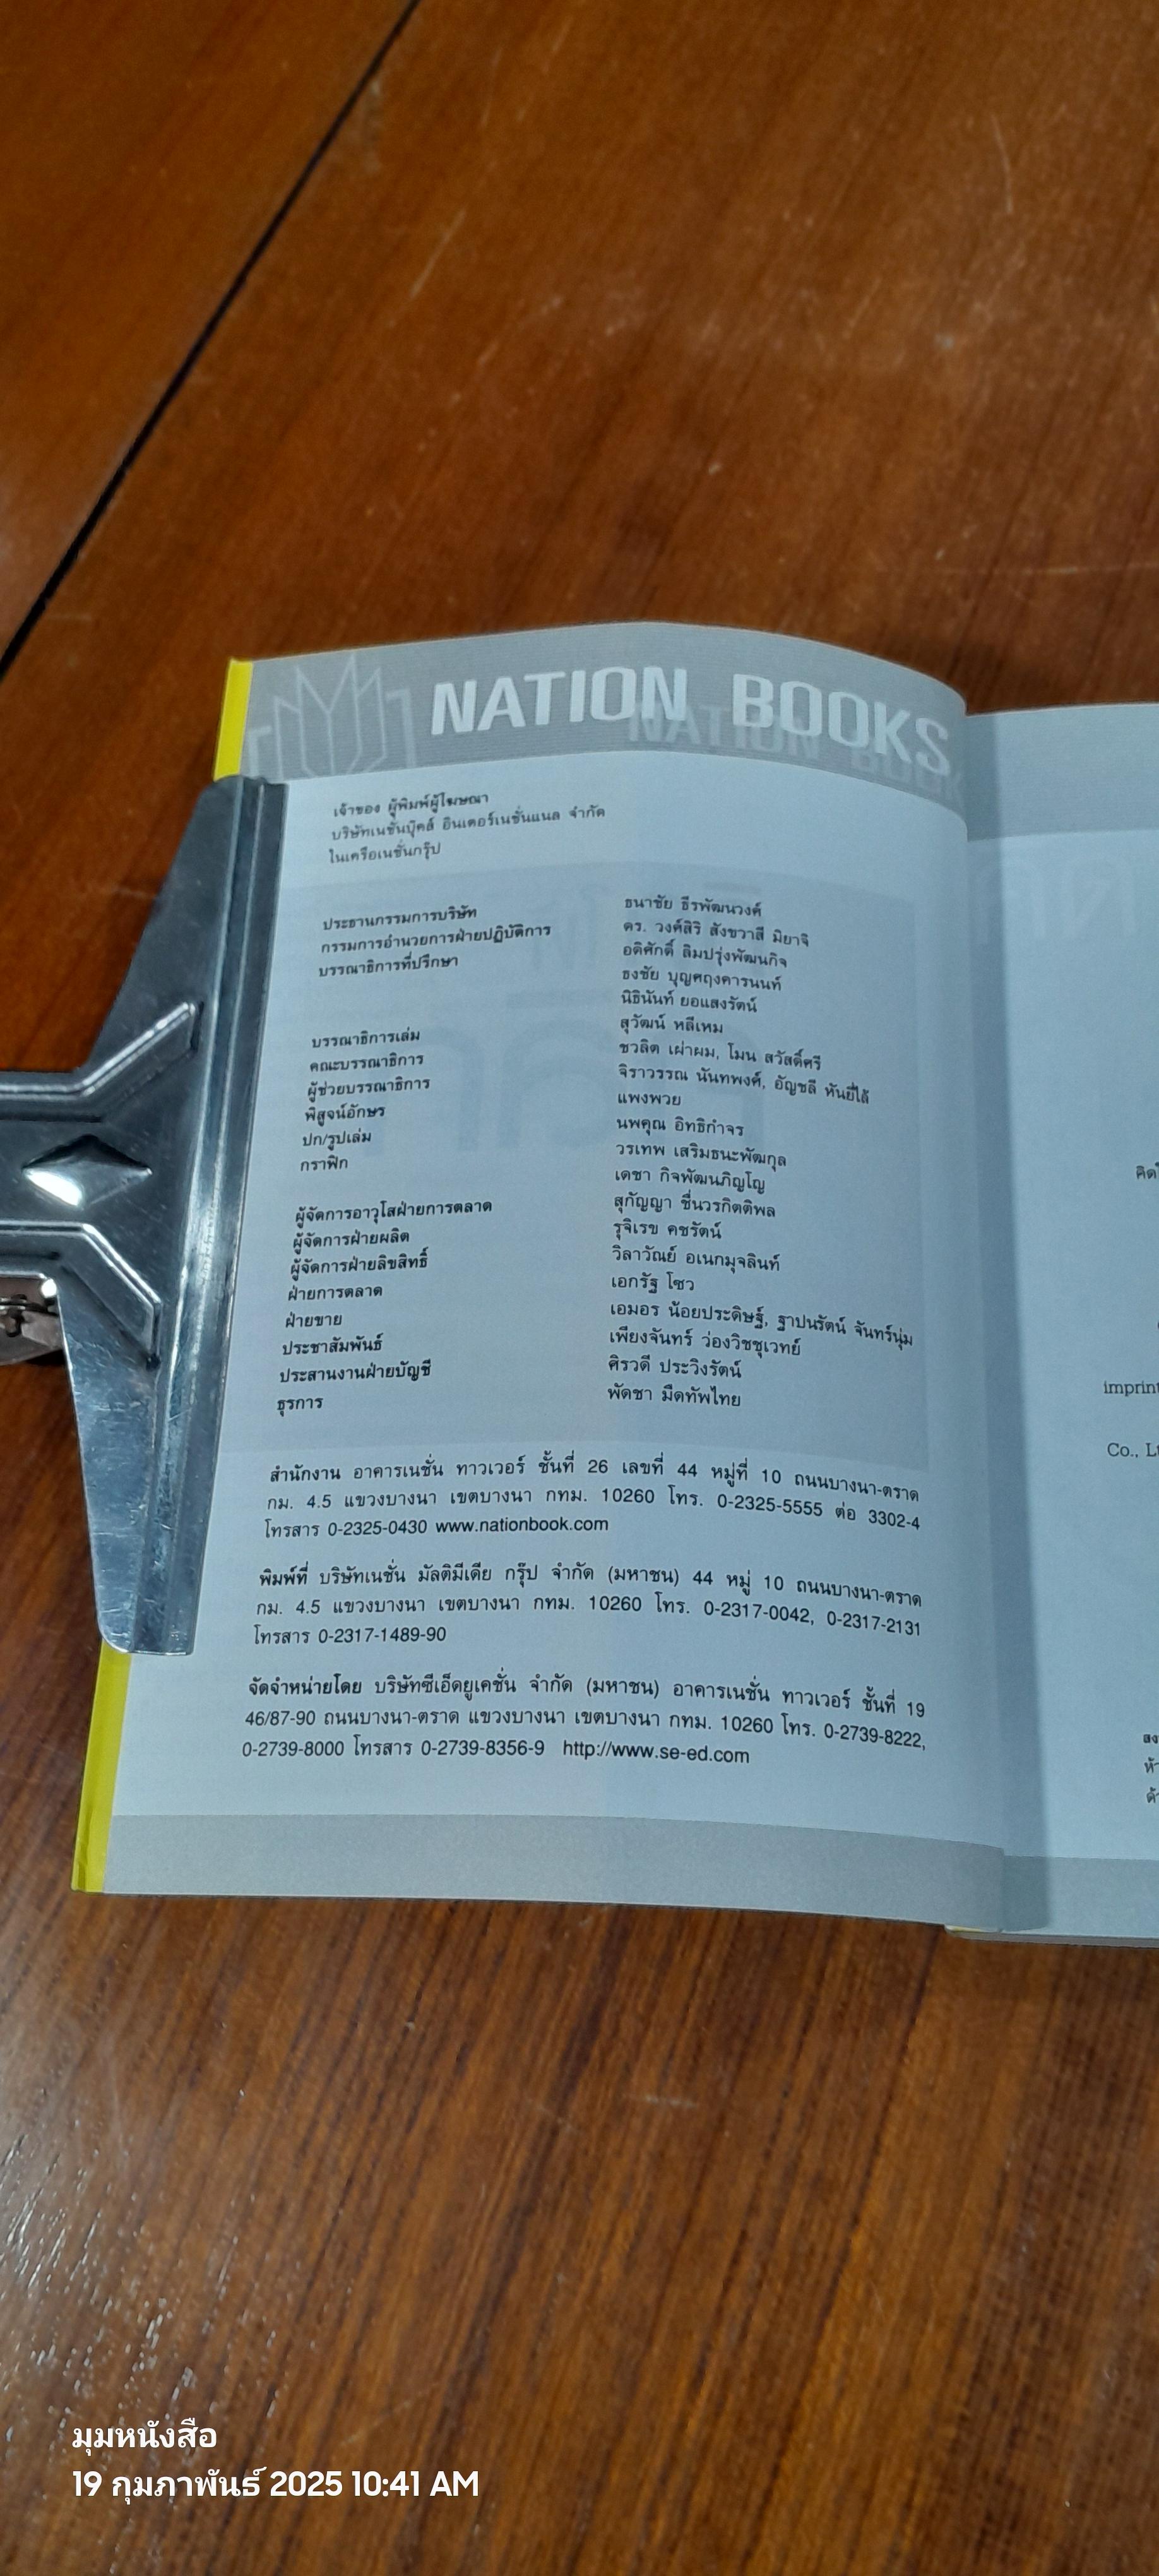 NATION BOOKS
เจ้าของ ผู้พิมพ์ผู้โฆษณา
บริษัทเนชั่นบุ๊คส์ อินเตอร์เนชั่นแนล จำกัด
ในเครือเนชั่นกรุ๊ป
ประธานกรรมการบริษัท ธนาชัย ธีรพัฒนวงศ์
กรรมการอำนวยการฝ่ายปฏิบัติการ ดร. วงศ์สิริ สังขวาสี มิยาจิ
บรรณาธิการที่ปรึกษา อดิศักดิ์ ลิมปรุ่งพัฒนกิจ
ธงชัย บุญศฤงคารนนท์
นิธินันท์ ยอแสงรัตน์
บรรณาธิการเล่ม สุวัฒน์ หลีเหม
คณะบรรณาธิการ ชวลิต เผ่าผม, โมน สวัสดิ์ศรี
ผู้ช่วยบรรณาธิการ จิราวรรณ นันทพงศ์, อัญชลี หันยี่ไล้
พิสูจน์อักษร แพงพวย
ปก/รูปเล่ม นพคุณ อิทธิกำจร
กราฟิก วรเทพ เสริมธนะพัฒกุล
เดชา กิจพัฒนภิญโญ
ผู้จัดการอาวุโสฝ่ายการตลาด สุกัญญา ชื่นวรกิตติพล
ผู้จัดการฝ่ายผลิต รุจิเรข คชรัตน์
ผู้จัดการฝ่ายลิขสิทธิ์ วิลาวัณย์ อเนกมุจลินท์
ฝ่ายการตลาด เอกรัฐ โซว
ฝ่ายขาย เอมอร น้อยประดิษฐ์, ฐาปนรัตน์ จันทร์นุ่ม
ประชาสัมพันธ์ เพียงจันทร์ ว่องวิชชุเวทย์
ประสานงานฝ่ายบัญชี ศิรวดี ประวิงรัตน์
ธุรการ พัดชา มืดทัพไทย
สำนักงาน อาคารเนชั่น ทาวเวอร์ ชั้นที่ 26 เลขที่ 44 หมู่ที่ 10 ถนนบางนา-ตราด
กม. 4.5 แขวงบางนา เขตบางนา กทม. 10260 โทร. 0-2325-5555 ต่อ 3302-4
โทรสาร 0-2325-0430 www.nationbook.com
พิมพ์ที่ บริษัทเนชั่น มัลติมีเดีย กรุ๊ป จำกัด (มหาชน) 44 หมู่ 10 ถนนบางนา-ตราด
กม. 4.5 แขวงบางนา เขตบางนา กทม. 10260 โทร. 0-2317-0042, 0-2317-2131
โทรสาร 0-2317-1489-90
จัดจำหน่ายโดย บริษัทซีเอ็ดยูเคชั่น จำกัด (มหาชน) อาคารเนชั่น ทาวเวอร์ ชั้นที่ 19
46/87-90 ถนนบางนา-ตราด แขวงบางนา เขตบางนา กทม. 10260 โทร. 0-2739-8222,
0-2739-8000 โทรสาร 0-2739-8356-9 http://www.se-ed.com
imprint
Co.,
มุมหนังสือ
19 กุมภาพันธ์ 2025 10:41 AM